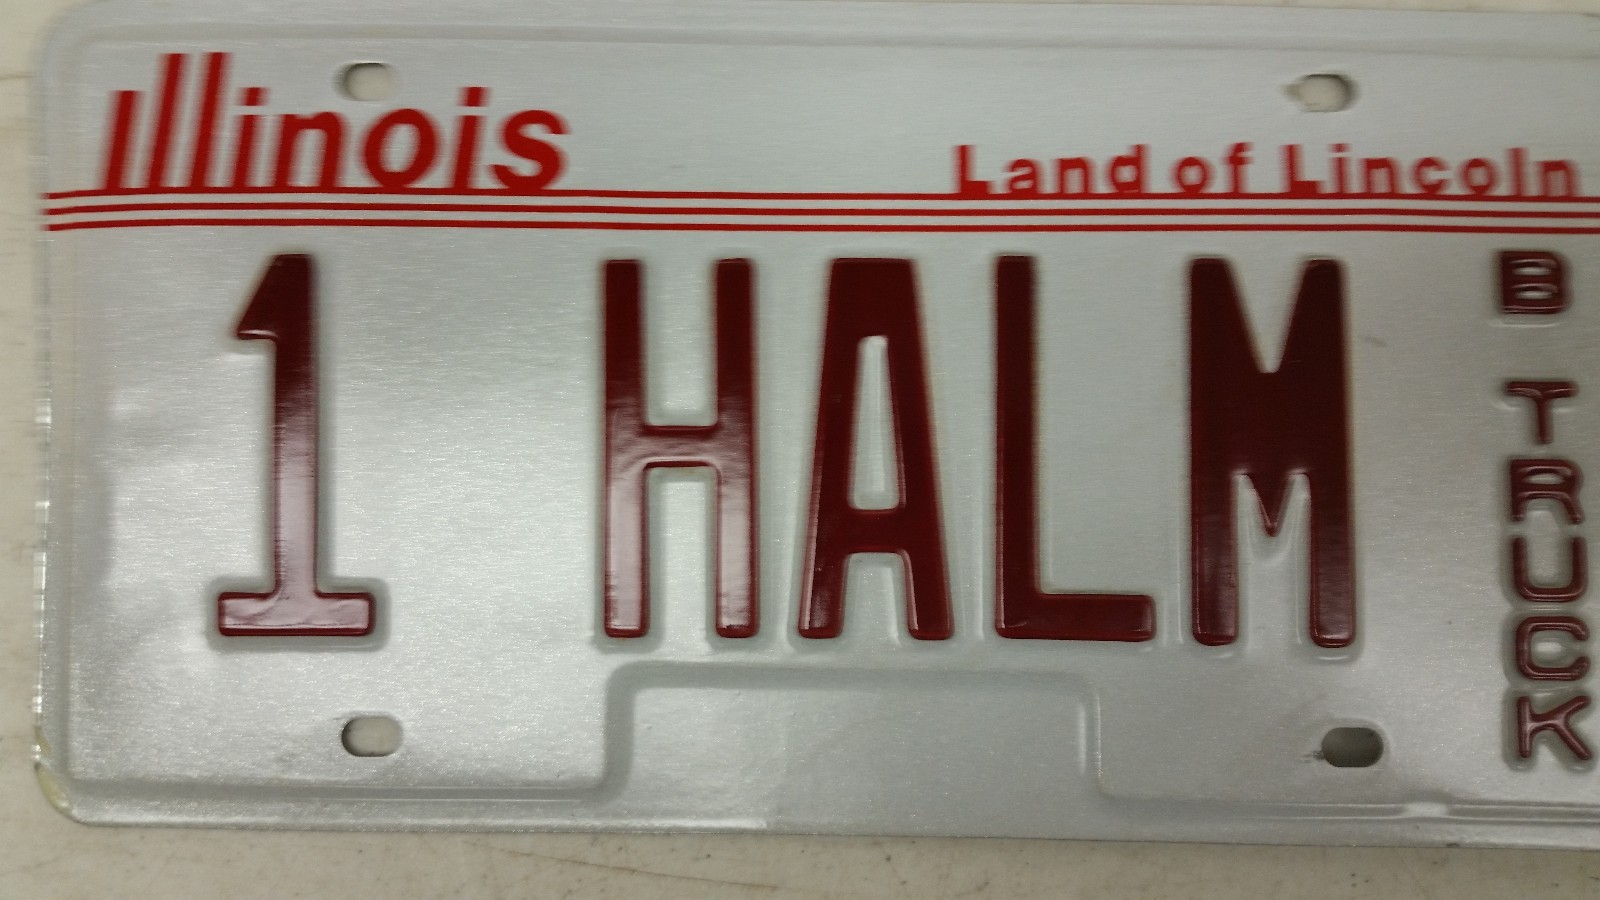 Illinois
Land of Lincoln
1 HALM
B TRUCK